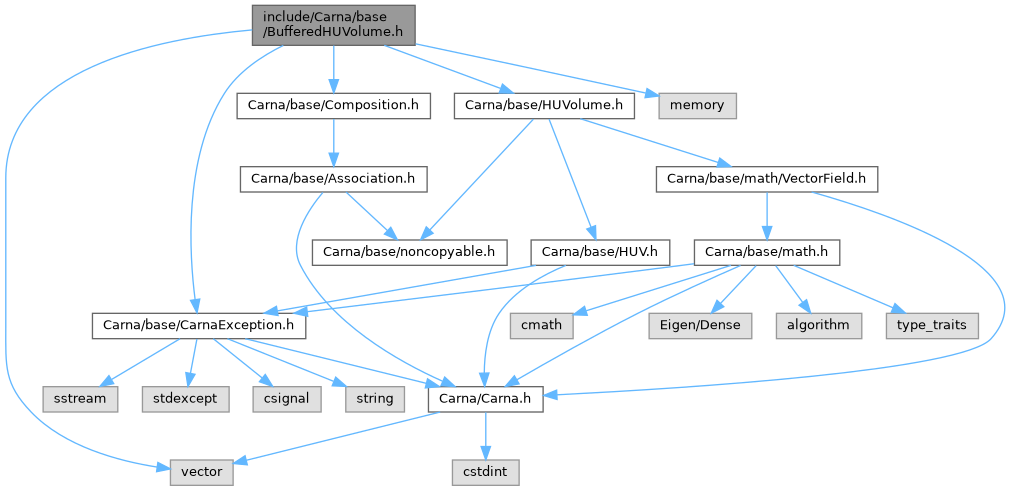 include/Carna/base
/BufferedHUVolume.h
Carna/base/Composition.h
Carna/base/HUVolume.h
memory
Carna/base/Association.h
Carna/base/math/VectorField.h
Carna/base/noncopyable.h
Carna/base/HUV.h
Carna/base/math.h
Carna/base/CarnaException.h
cmath
Eigen/Dense
algorithm
type_traits
sstream
stdexcept
csignal
string
Carna/Carna.h
vector
cstdint